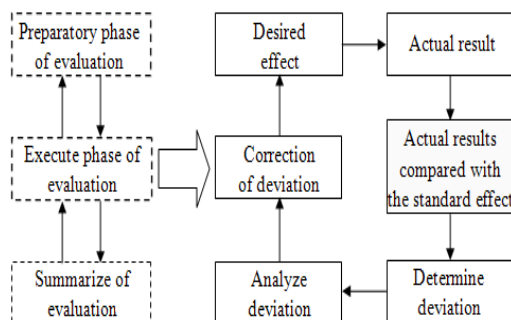 Preparatory phase
of evaluation
Desired
effect
Actual result
Execute phase of
evaluation
Correction
of deviation
Actual results
compared with
the standard effect
Summarize of
evaluation
Analyze
deviation
Determine
deviation